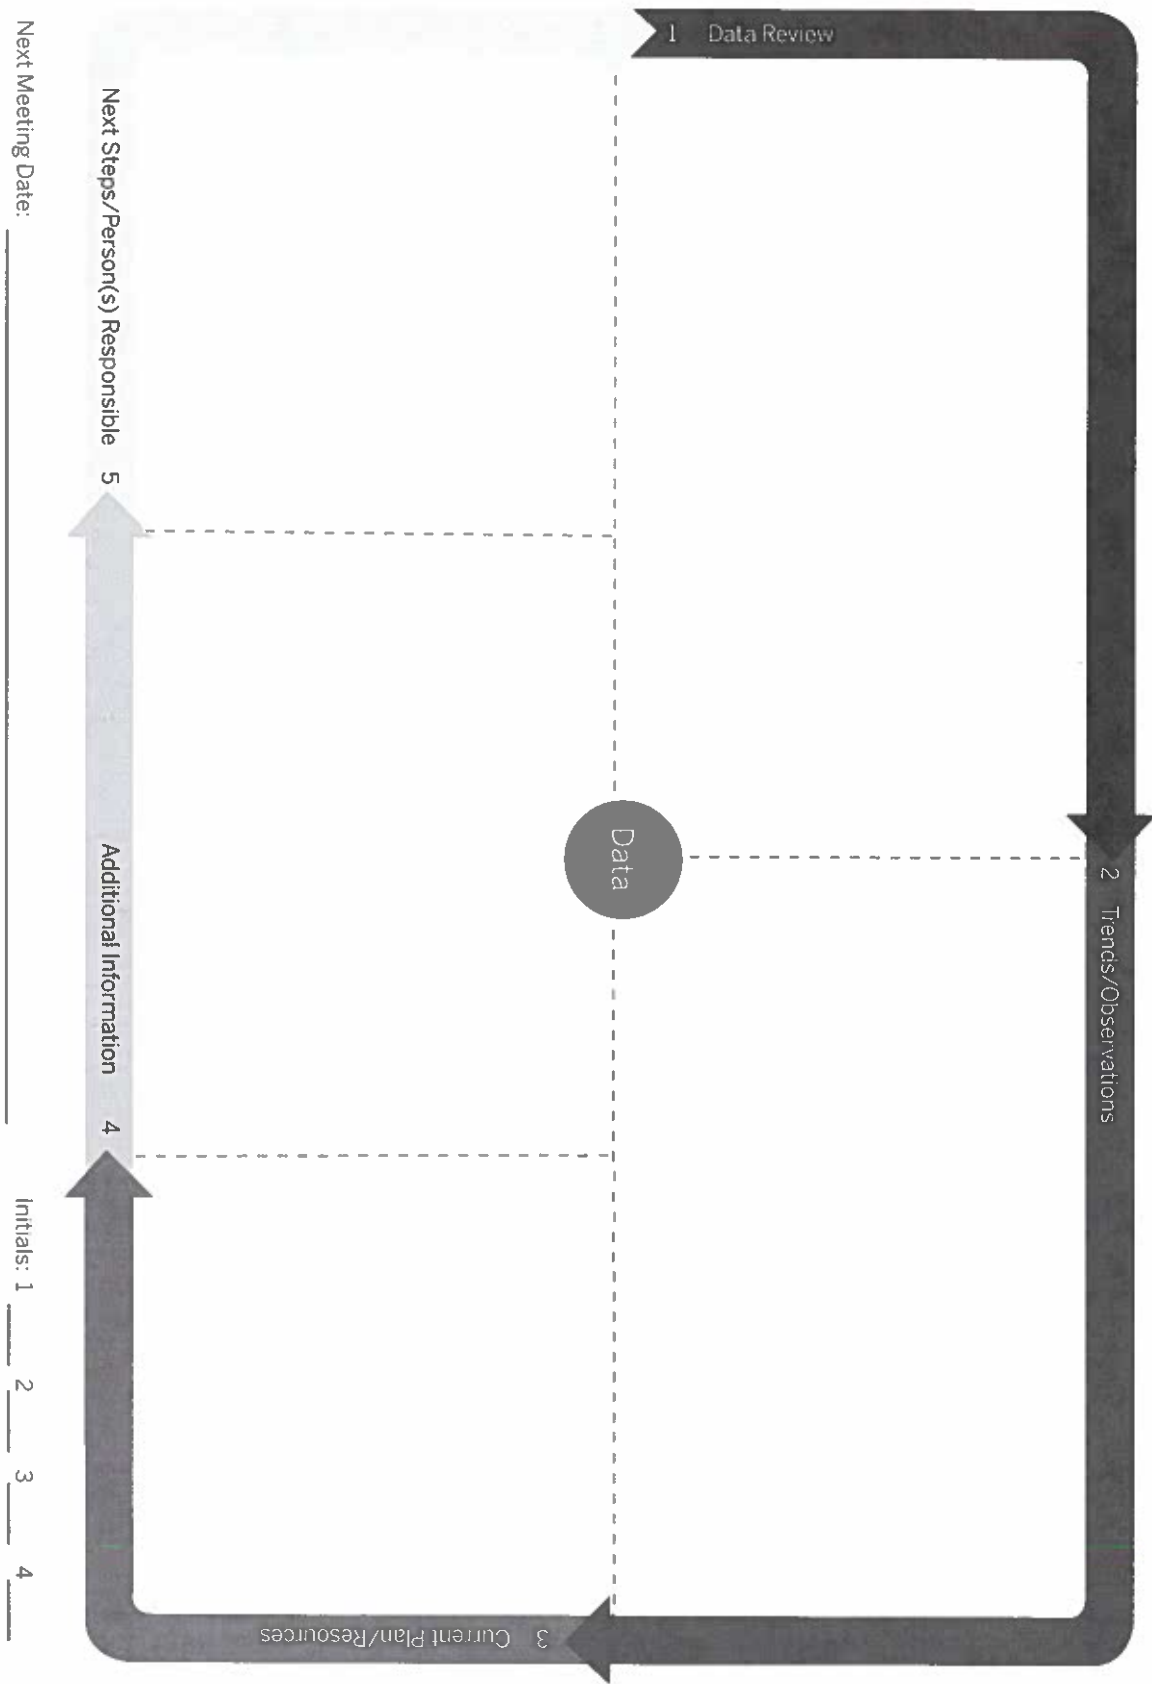 1 Data Review
2 Trends/Observations
Data
3 Current Plan/Resources
Additional Information 4
Next Steps/Person(s) Responsible 5
Next Meeting Date:
Initials: 1 2 3 4